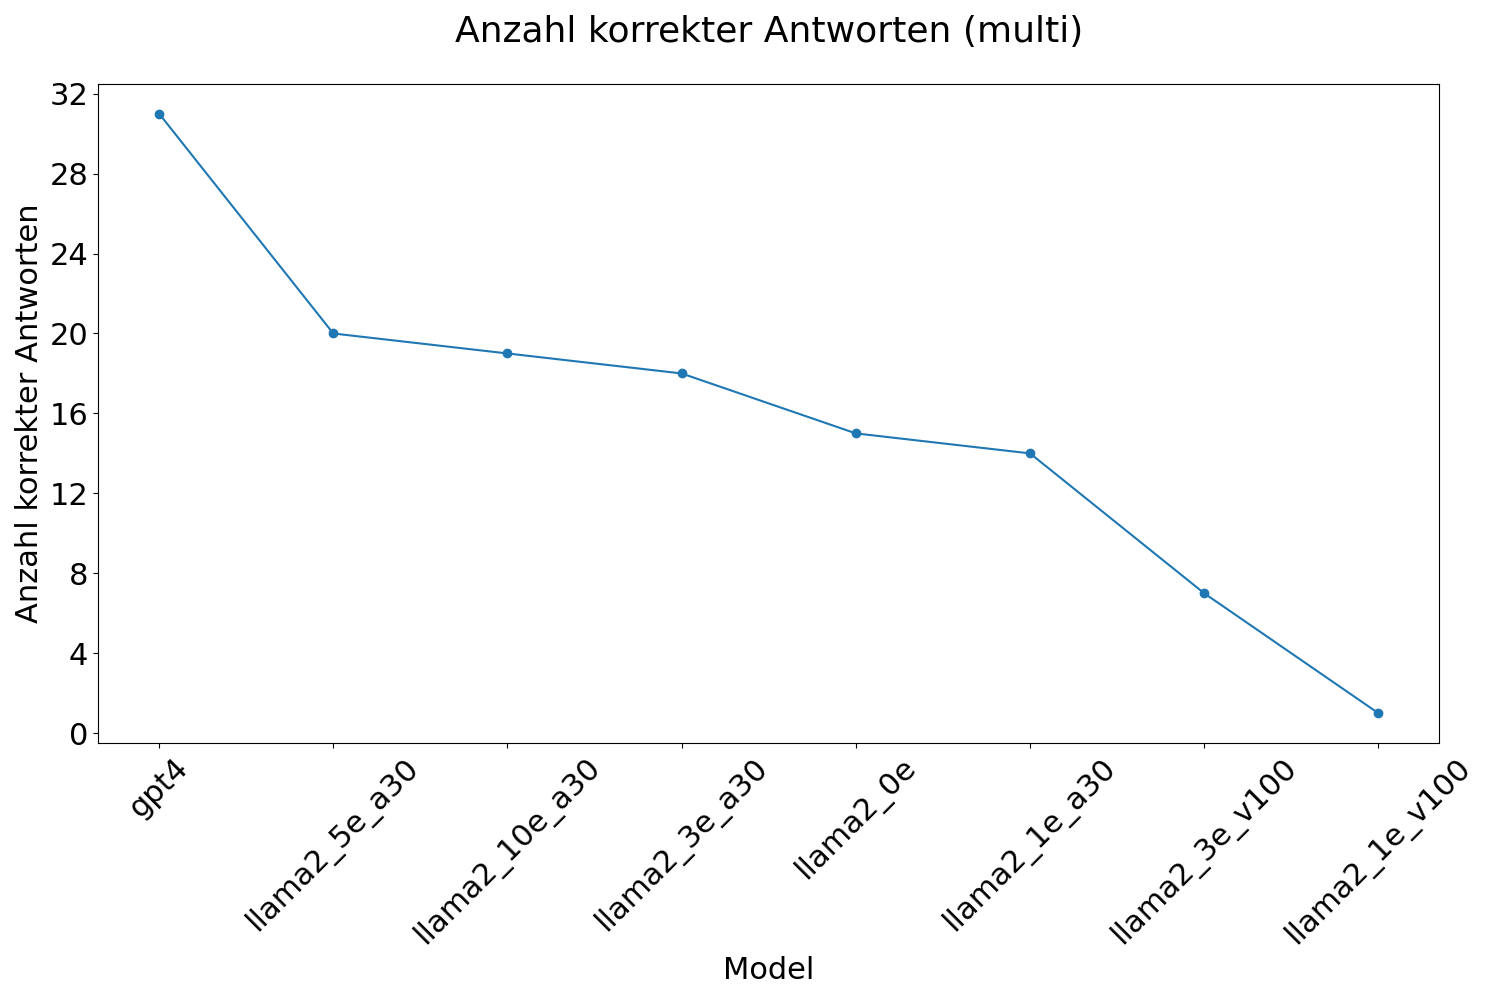 Anzahl korrekter Antworten (multi)
Anzahl korrekter Antworten
32
28
24
20
16
12
8
4
0
gpt4
llama2_5e_a30
llama2_10e_a30
llama2_3e_a30
llama2_0e
llama2_1e_a30
llama2_3e_v100
llama2_1e_v100
Model